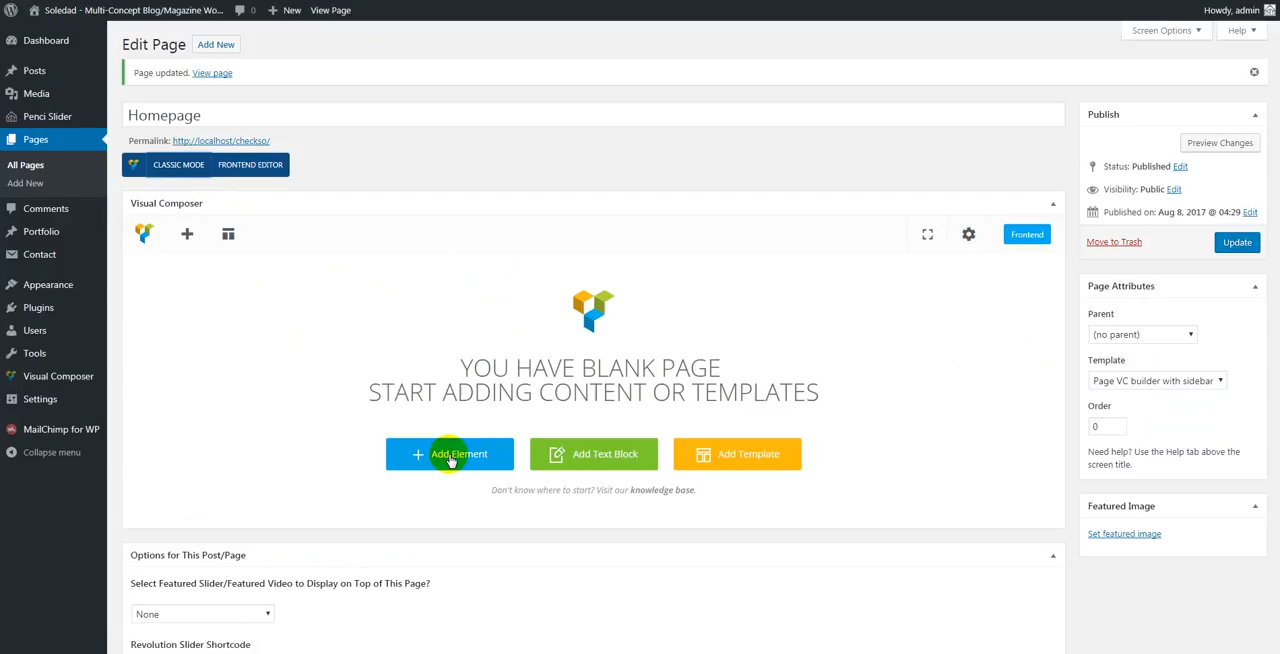 Soledad - Multi-Concept Blog/Magazine Wo...
0
New
View Page
Howdy, admin
Dashboard
Posts
Media
Penci Slider
Pages
All Pages
Add New
Comments
Portfolio
Contact
Appearance
Plugins
Users
Tools
Visual Composer
Settings
MailChimp for WP
Collapse menu
Screen Options ▼
Help ▼
Edit Page
Add New
Page updated. View page
Homepage
Permalink: http://localhost/checkso/
CLASSIC MODE
FRONTEND EDITOR
Visual Composer
Frontend
YOU HAVE BLANK PAGE
START ADDING CONTENT OR TEMPLATES
Add Element
Add Text Block
Add Template
Don't know where to start? Visit our knowledge base.
Options for This Post/Page
Select Featured Slider/Featured Video to Display on Top of This Page?
None
Revolution Slider Shortcode
Publish
Preview Changes
Status: Published Edit
Visibility: Public Edit
Published on: Aug 8, 2017 @ 04:29 Edit
Move to Trash
Update
Page Attributes
Parent
(no parent)
Template
Page VC builder with sidebar
Order
0
Need help? Use the Help tab above the
screen title.
Featured Image
Set featured image